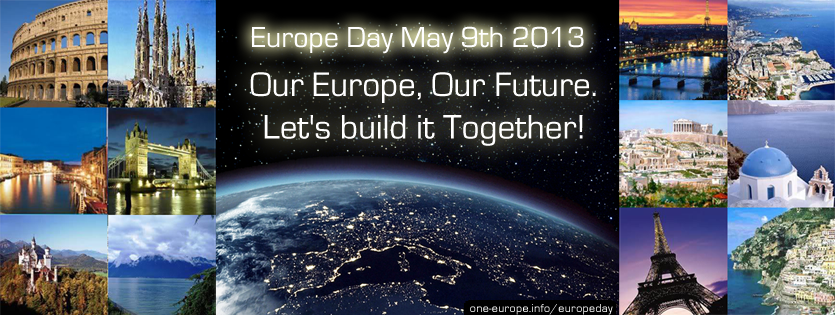 Europe Day May 9th 2013
Our Europe, Our Future.
Let's build it Together!
one-europe.info/europeday